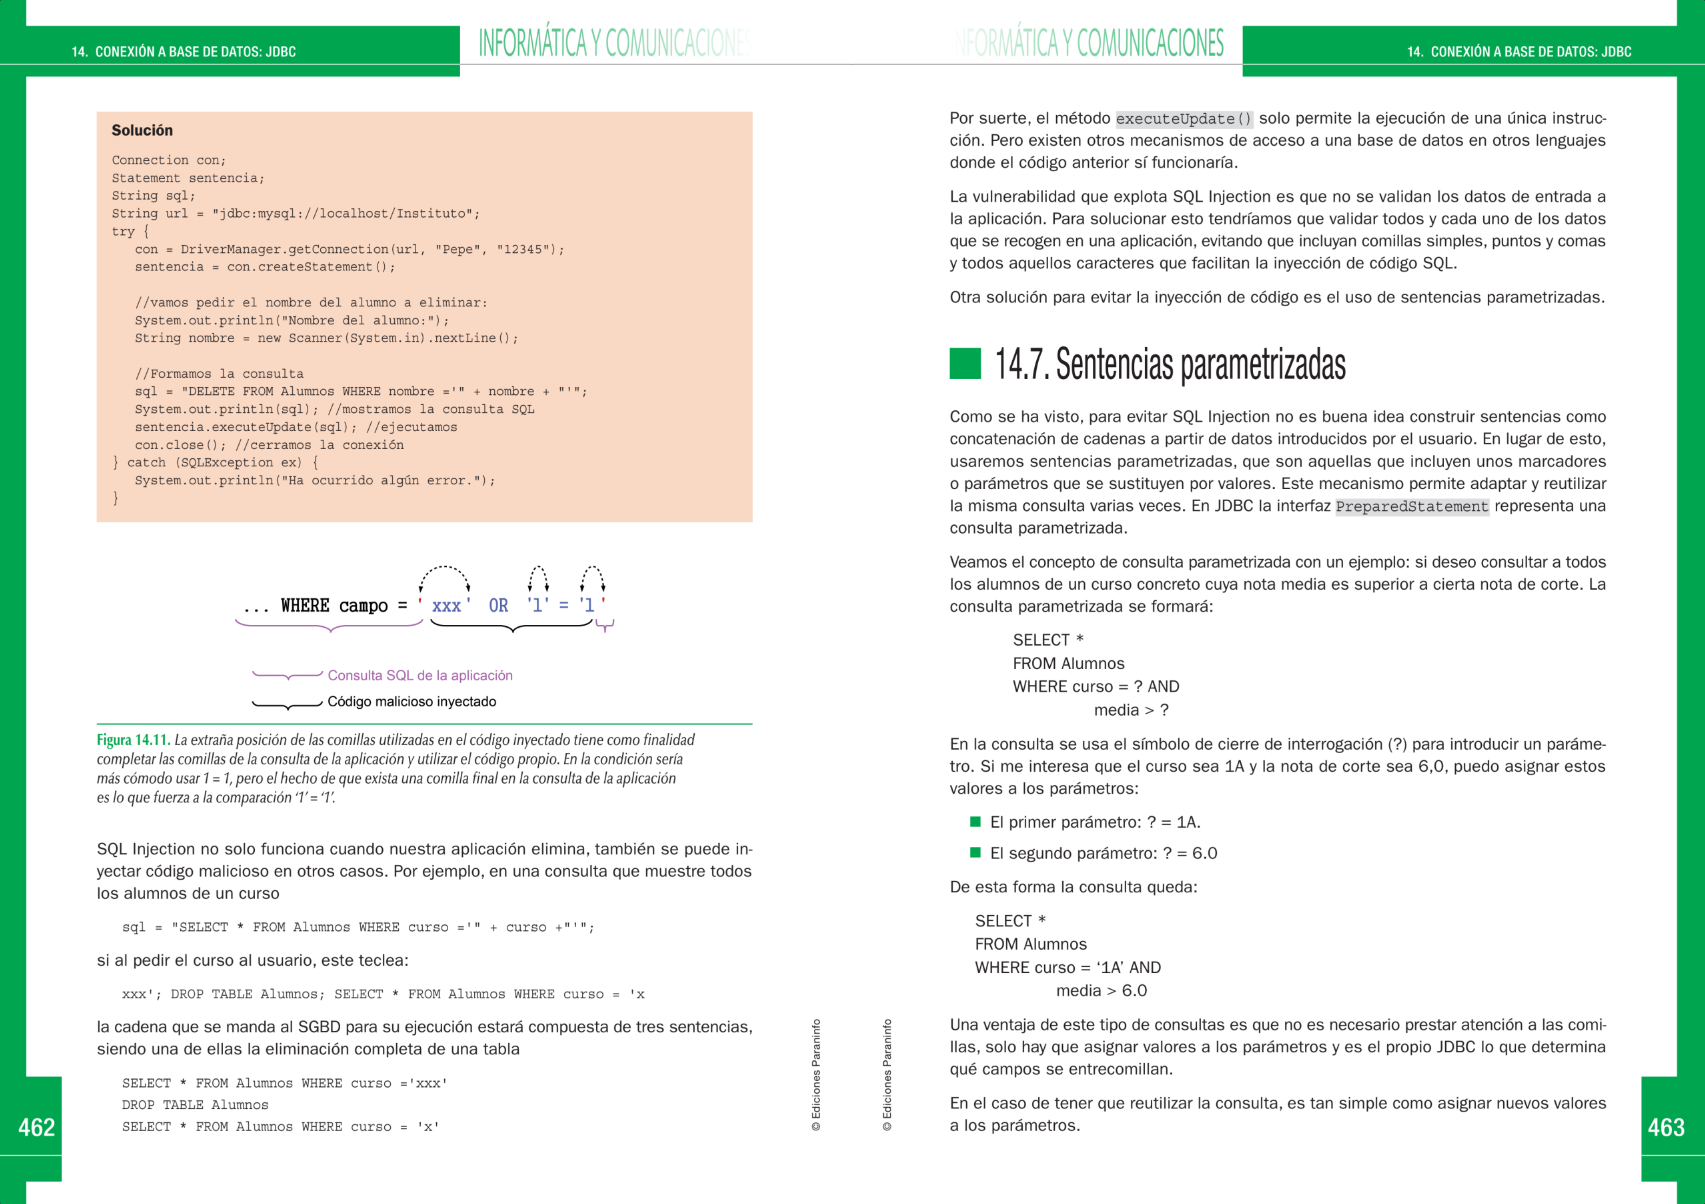 14. CONEXIÓN A BASE DE DATOS: JDBC
INFORMÁTICA Y COMUNICACIONES
Solución
Connection con;
Statement sentencia;
String sql;
String url = "jdbc:mysql://localhost/Instituto";
try {
con = DriverManager.getConnection(url, "Pepe", "12345");
sentencia = con.createStatement();
//vamos pedir el nombre del alumno a eliminar:
System.out.println("Nombre del alumno:");
String nombre = new Scanner(System.in).nextLine();
//Formamos la consulta
sql = "DELETE FROM Alumnos WHERE nombre ='" + nombre + "'";
System.out.println(sql); //mostramos la consulta SQL
sentencia.executeUpdate(sql); //ejecutamos
con.close(); //cerramos la conexión
} catch (SQLException ex) {
System.out.println("Ha ocurrido algún error.");
}
... WHERE campo = ' xxx' OR '1' = '1 '
Consulta SQL de la aplicación
Código malicioso inyectado
Figura 14.11. La extraña posición de las comillas utilizadas en el código inyectado tiene como finalidad
completar las comillas de la consulta de la aplicación y utilizar el código propio. En la condición sería
más cómodo usar 1 = 1, pero el hecho de que exista una comilla final en la consulta de la aplicación
es lo que fuerza a la comparación ‘1’ = ‘1’.
SQL Injection no solo funciona cuando nuestra aplicación elimina, también se puede in-
yectar código malicioso en otros casos. Por ejemplo, en una consulta que muestre todos
los alumnos de un curso
sql = "SELECT * FROM Alumnos WHERE curso ='" + curso +"'";
si al pedir el curso al usuario, este teclea:
xxx'; DROP TABLE Alumnos; SELECT * FROM Alumnos WHERE curso = 'x
la cadena que se manda al SGBD para su ejecución estará compuesta de tres sentencias,
siendo una de ellas la eliminación completa de una tabla
SELECT * FROM Alumnos WHERE curso ='xxx'
DROP TABLE Alumnos
SELECT * FROM Alumnos WHERE curso = 'x'
462
© Ediciones Paraninfo
INFORMÁTICA Y COMUNICACIONES
14. CONEXIÓN A BASE DE DATOS: JDBC
Por suerte, el método executeUpdate() solo permite la ejecución de una única instruc-
ción. Pero existen otros mecanismos de acceso a una base de datos en otros lenguajes
donde el código anterior sí funcionaría.
La vulnerabilidad que explota SQL Injection es que no se validan los datos de entrada a
la aplicación. Para solucionar esto tendríamos que validar todos y cada uno de los datos
que se recogen en una aplicación, evitando que incluyan comillas simples, puntos y comas
y todos aquellos caracteres que facilitan la inyección de código SQL.
Otra solución para evitar la inyección de código es el uso de sentencias parametrizadas.
14.7. Sentencias parametrizadas
Como se ha visto, para evitar SQL Injection no es buena idea construir sentencias como
concatenación de cadenas a partir de datos introducidos por el usuario. En lugar de esto,
usaremos sentencias parametrizadas, que son aquellas que incluyen unos marcadores
o parámetros que se sustituyen por valores. Este mecanismo permite adaptar y reutilizar
la misma consulta varias veces. En JDBC la interfaz PreparedStatement representa una
consulta parametrizada.
Veamos el concepto de consulta parametrizada con un ejemplo: si deseo consultar a todos
los alumnos de un curso concreto cuya nota media es superior a cierta nota de corte. La
consulta parametrizada se formará:
SELECT *
FROM Alumnos
WHERE curso = ? AND
media > ?
En la consulta se usa el símbolo de cierre de interrogación (?) para introducir un paráme-
tro. Si me interesa que el curso sea 1A y la nota de corte sea 6,0, puedo asignar estos
valores a los parámetros:
El primer parámetro: ? = 1A.
El segundo parámetro: ? = 6.0
De esta forma la consulta queda:
SELECT *
FROM Alumnos
WHERE curso = ‘1A’ AND
media > 6.0
Una ventaja de este tipo de consultas es que no es necesario prestar atención a las comi-
llas, solo hay que asignar valores a los parámetros y es el propio JDBC lo que determina
qué campos se entrecomillan.
En el caso de tener que reutilizar la consulta, es tan simple como asignar nuevos valores
a los parámetros.
© Ediciones Paraninfo
463